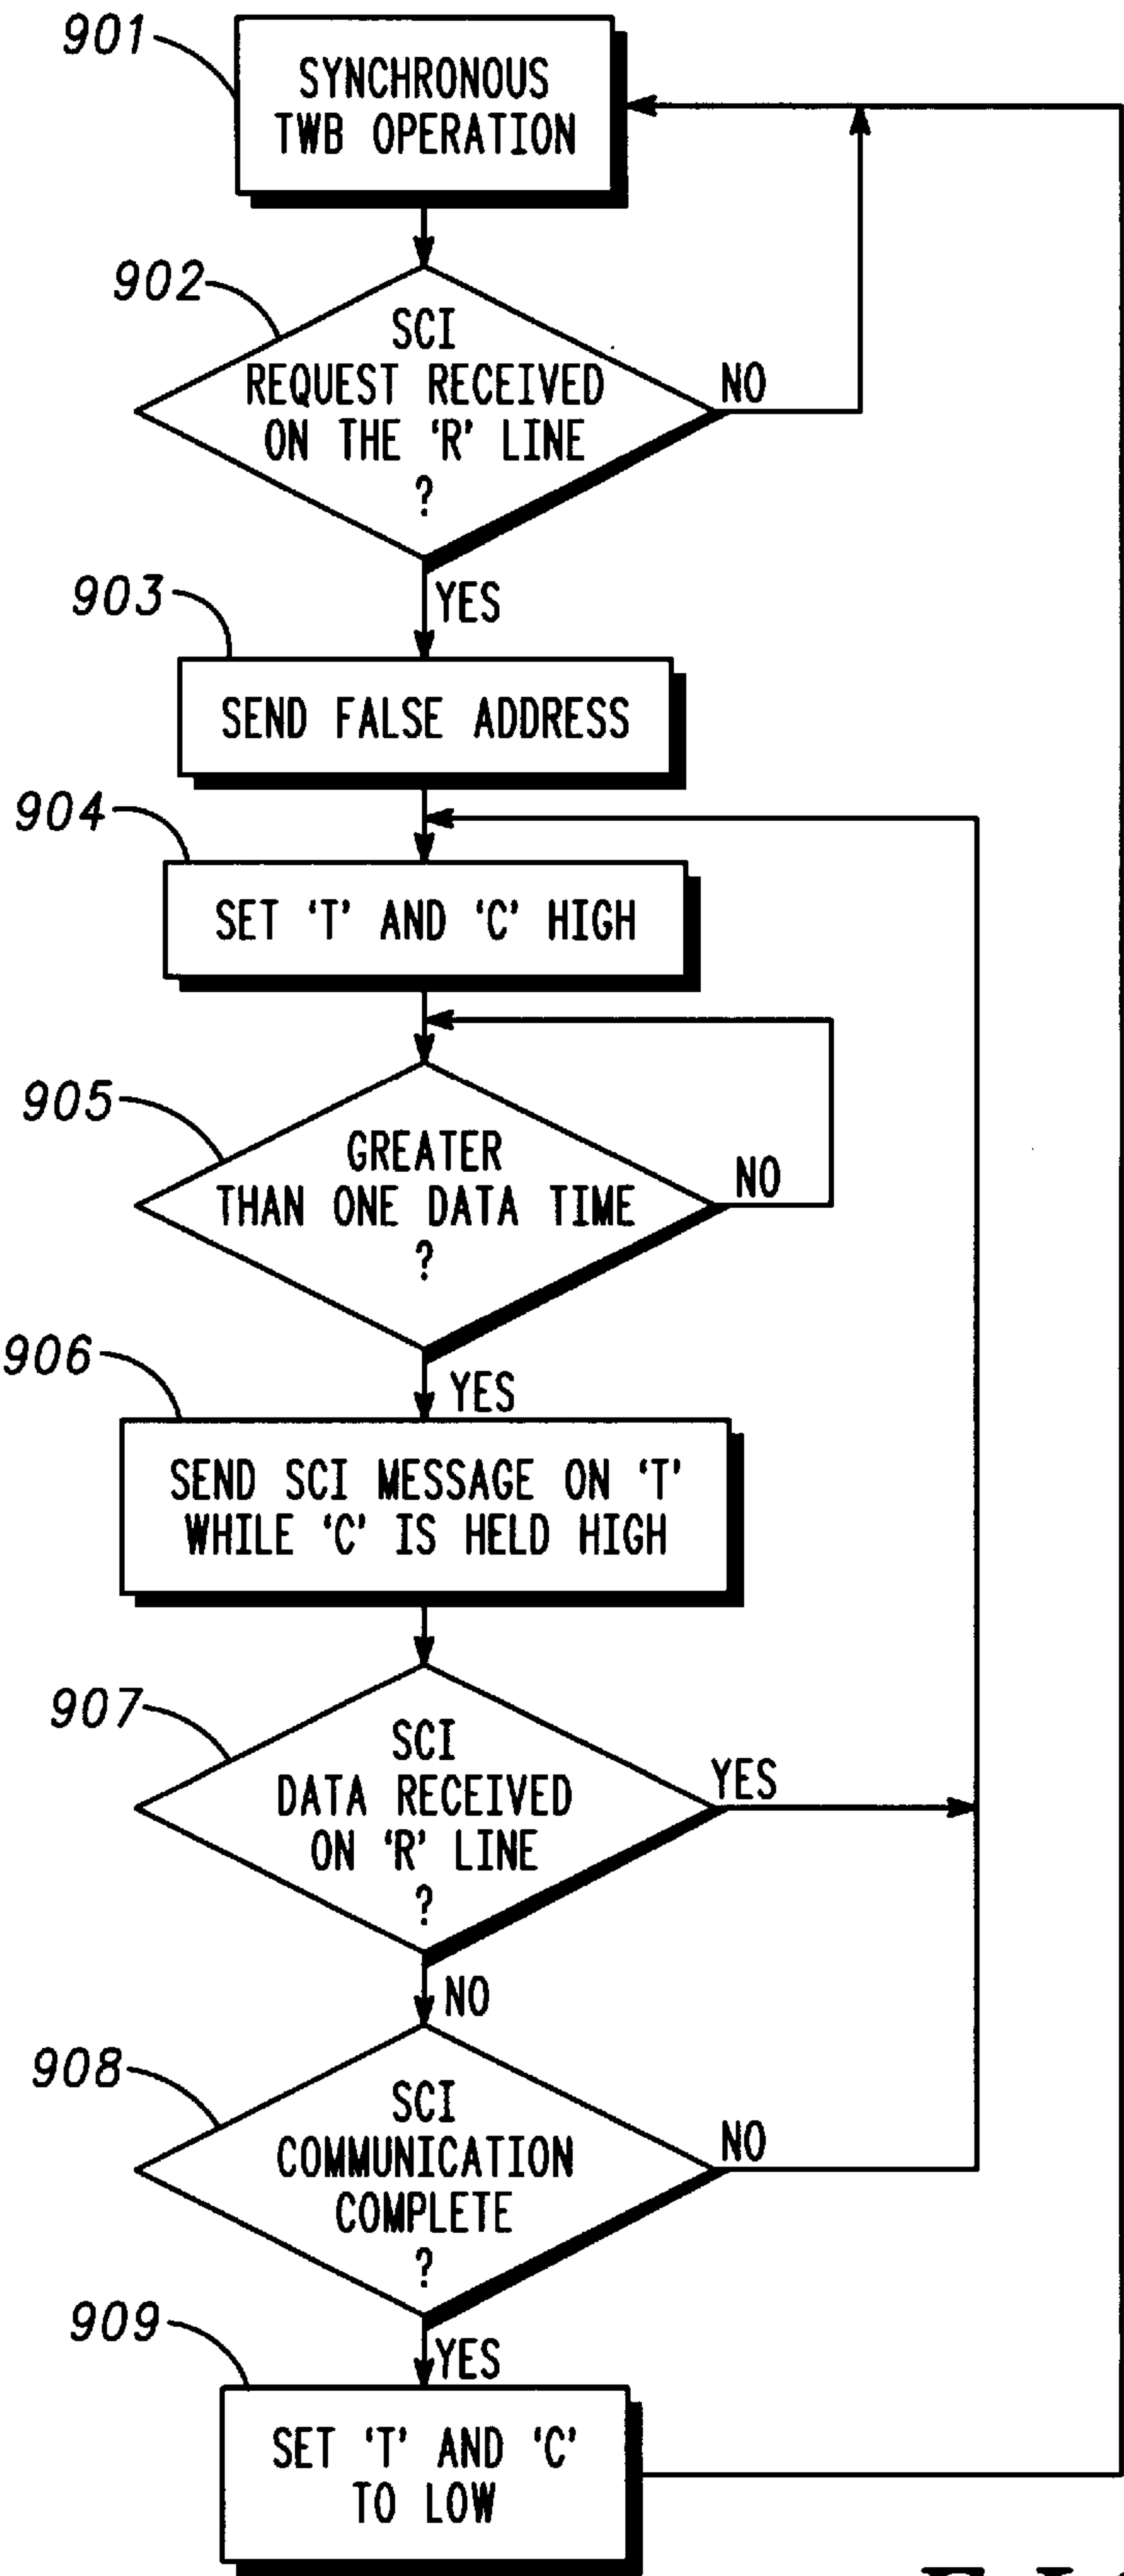 901
SYNCHRONOUS
TWB OPERATION
902
SCI
REQUEST RECEIVED
ON THE 'R' LINE
?
NO
YES
903
SEND FALSE ADDRESS
904
SET 'T' AND 'C' HIGH
905
GREATER
THAN ONE DATA TIME
?
NO
YES
906
SEND SCI MESSAGE ON 'T'
WHILE 'C' IS HELD HIGH
907
SCI
DATA RECEIVED
ON 'R' LINE
?
YES
NO
908
SCI
COMMUNICATION
COMPLETE
?
NO
YES
909
SET 'T' AND 'C'
TO LOW